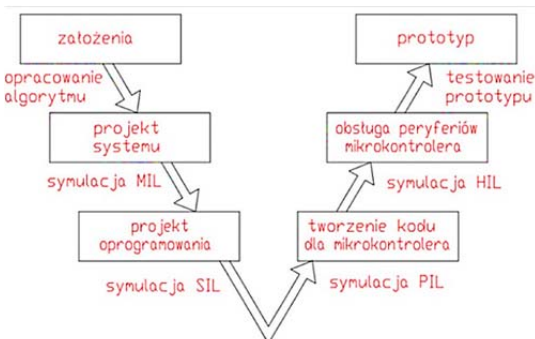 założenia
prototyp
opracowanie
algorytmu
testowanie
prototypu
projekt
systemu
obsługa peryferiów
mikrokontrolera
symulacja MIL
symulacja HIL
projekt
oprogramowania
tworzenie kodu
dla mikrokontrolera
symulacja SIL
symulacja PIL